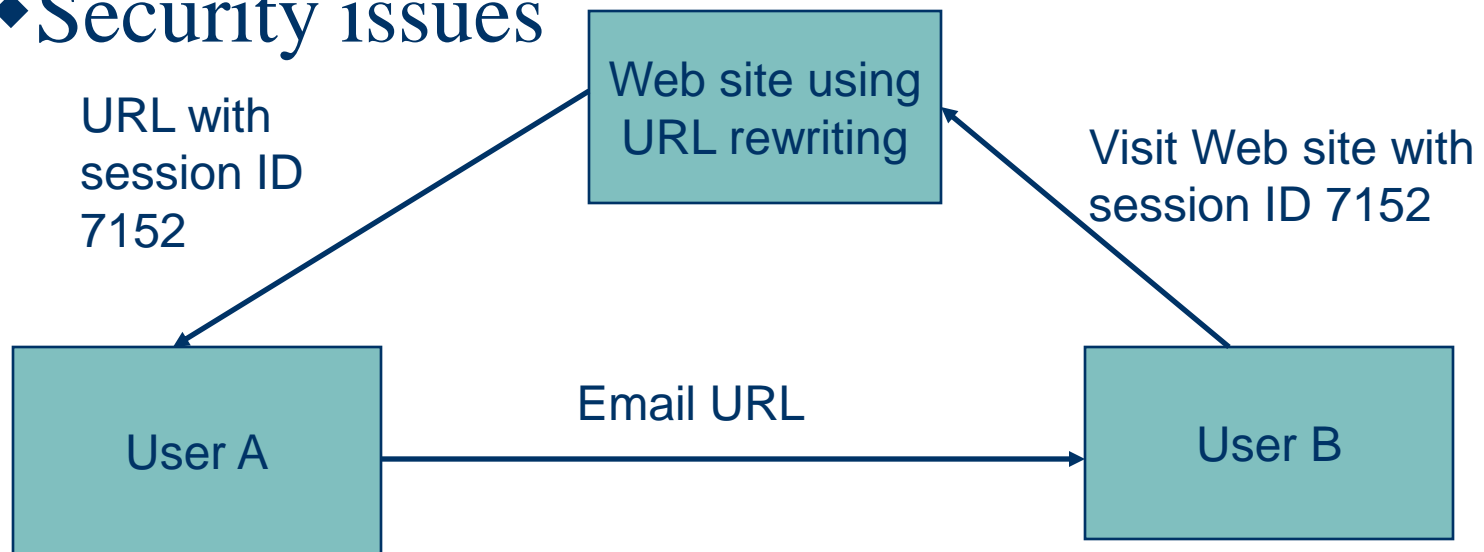 ◆Security issues
Web site using
URL rewriting
URL with
session ID
7152
Visit Web site with
session ID 7152
Email URL
User A
User B